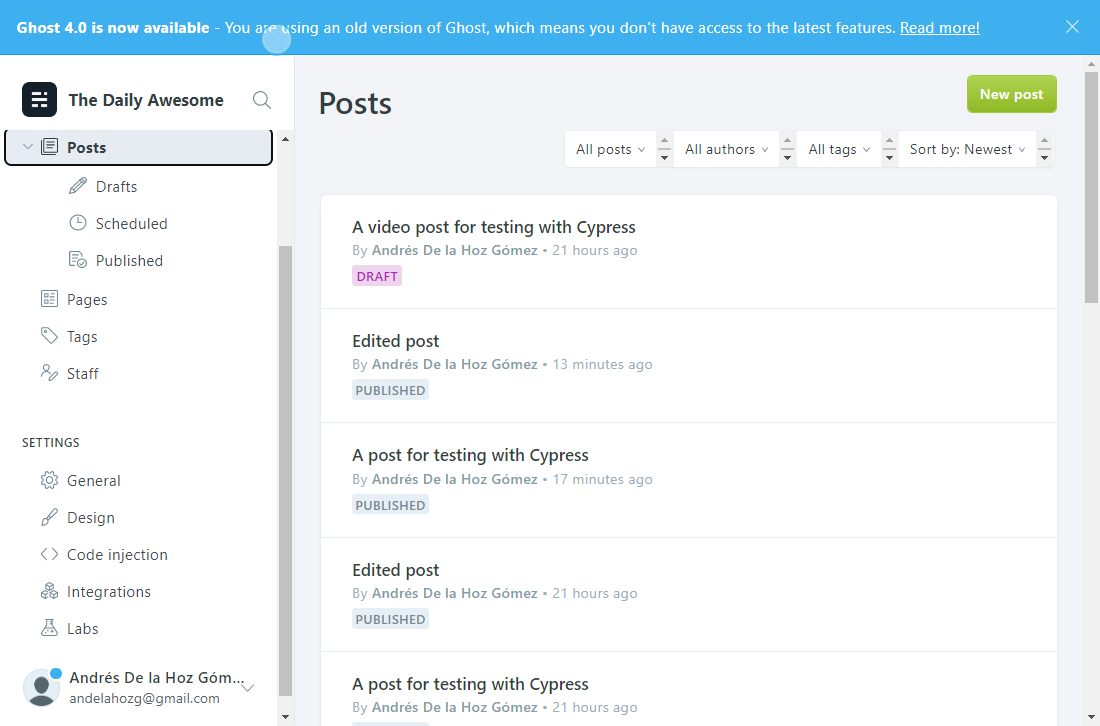 Ghost 4.0 is now available - You are using an old version of Ghost, which means you don't have access to the latest features. Read more!
The Daily Awesome
Posts
Drafts
Scheduled
Published
Pages
Tags
Staff
SETTINGS
General
Design
Code injection
Integrations
Labs
Andrés De la Hoz Góm...
andelahozg@gmail.com
Posts
New post
All posts
All authors
All tags
Sort by: Newest
A video post for testing with Cypress
By Andrés De la Hoz Gómez • 21 hours ago
DRAFT
Edited post
By Andrés De la Hoz Gómez • 13 minutes ago
PUBLISHED
A post for testing with Cypress
By Andrés De la Hoz Gómez • 17 minutes ago
PUBLISHED
Edited post
By Andrés De la Hoz Gómez • 21 hours ago
PUBLISHED
A post for testing with Cypress
By Andrés De la Hoz Gómez • 21 hours ago